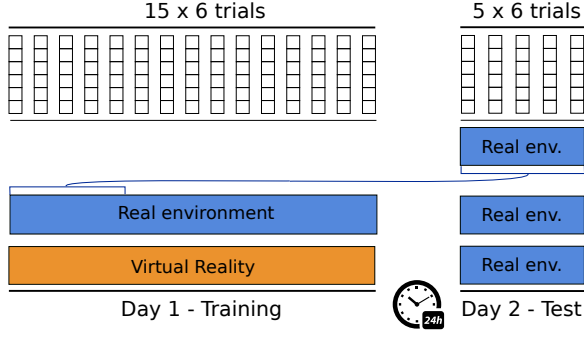 15 x 6 trials
5 x 6 trials
Real env.
Real environment
Real env.
Virtual Reality
Real env.
24h
Day 1 - Training
Day 2 - Test